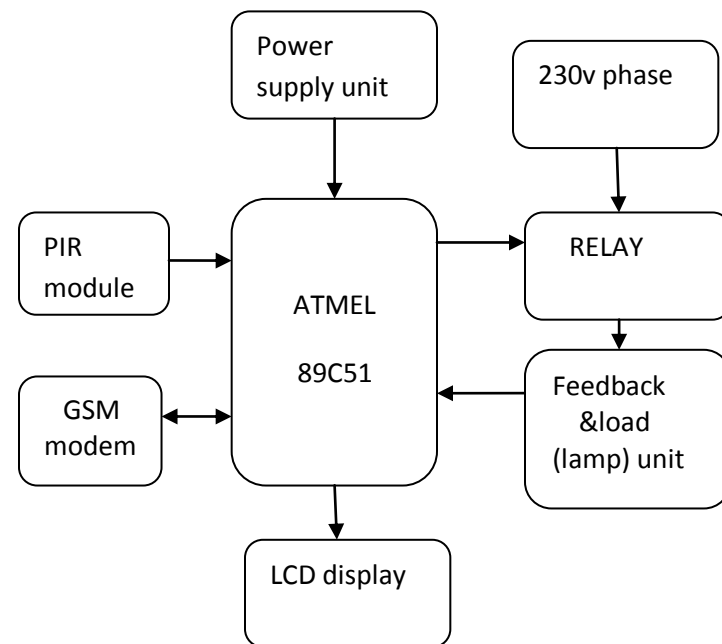 Power
supply unit
230v phase
PIR
module
ATMEL
89C51
RELAY
GSM
modem
Feedback
&load
(lamp) unit
LCD display